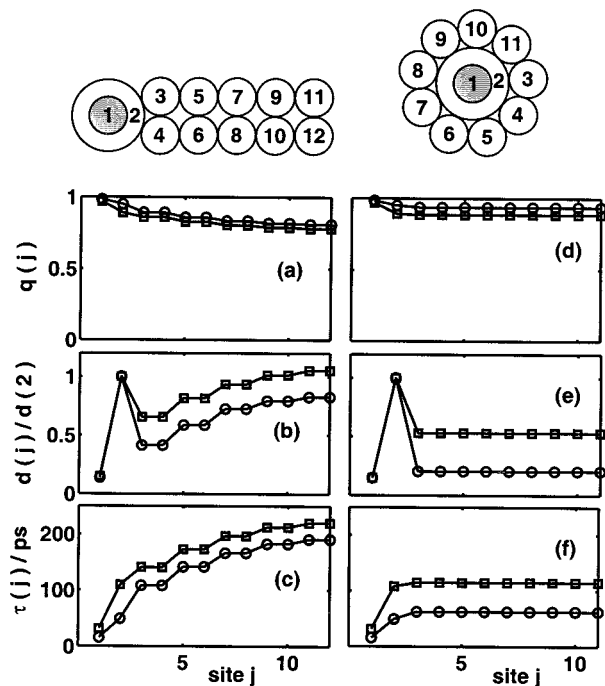 1 2 3 5 7 9 11
4 6 8 10 12
10
9 11
8 1 2 3
7 4
6 5
1
0.5
0
q(j)
(a)
(d)
1
0.5
0
d(j)/d(2)
(b)
(e)
200
100
0
τ(j)/ps
(c)
(f)
5 10
site j
5 10
site j